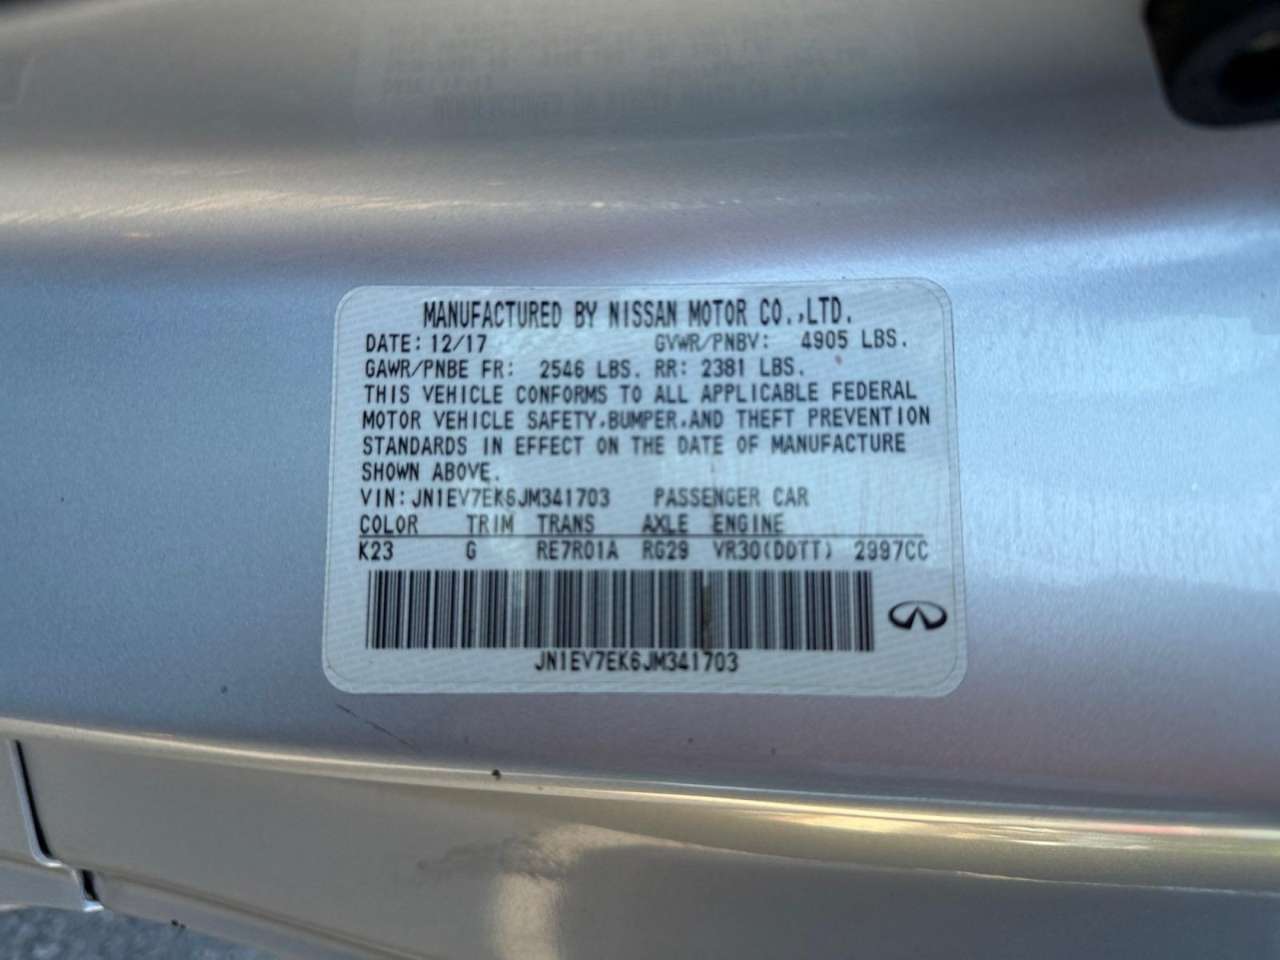 MANUFACTURED BY NISSAN MOTOR CO.,LTD.
DATE: 12/17 GVWR/PNBV: 4905 LBS.
GAWR/PNBE FR: 2546 LBS. RR: 2381 LBS.
THIS VEHICLE CONFORMS TO ALL APPLICABLE FEDERAL
MOTOR VEHICLE SAFETY,BUMPER,AND THEFT PREVENTION
STANDARDS IN EFFECT ON THE DATE OF MANUFACTURE
SHOWN ABOVE.
VIN: JN1EV7EK6JM341703 PASSENGER CAR
COLOR TRIM TRANS AXLE ENGINE
K23 G RE7R01A RG29 VR30(DDTT) 2997CC
JN1EV7EK6JM341703